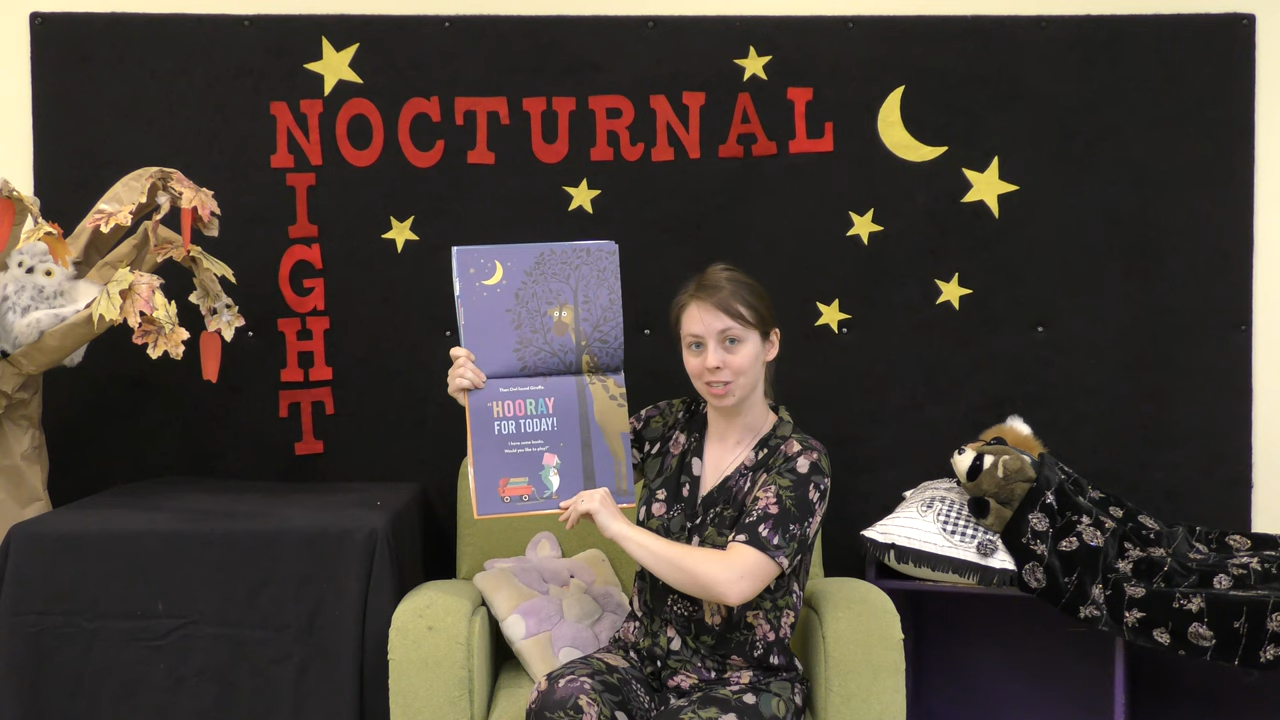 NOCTURNAL
NIGHT
Then Owl found Giraffe.
"HOORAY
FOR TODAY!
I have some books.
Would you like to play?"